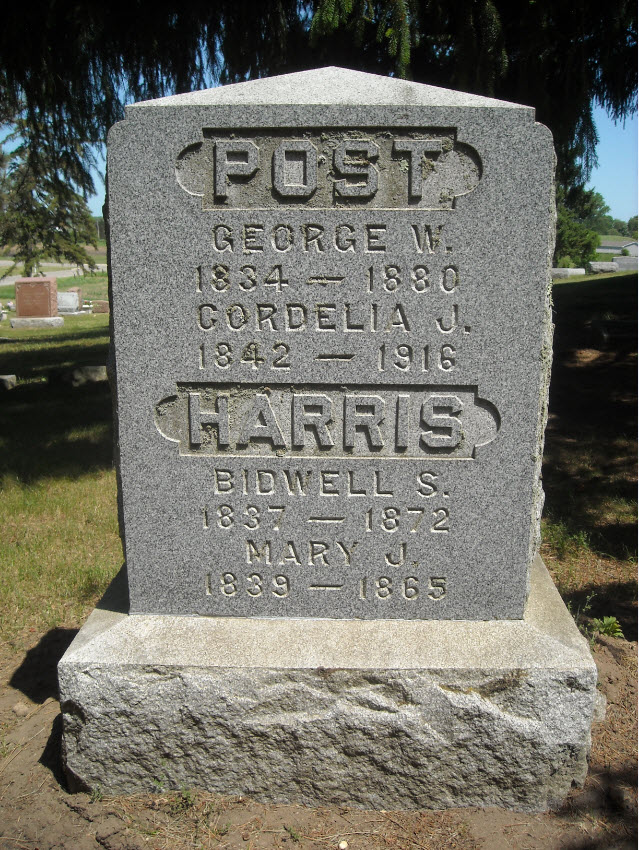 POST
GEORGE W.
1834 — 1880
CORDELIA J.
1842 — 1916
HARRIS
BIDWELL S.
1837 — 1872
MARY J.
1839 — 1865